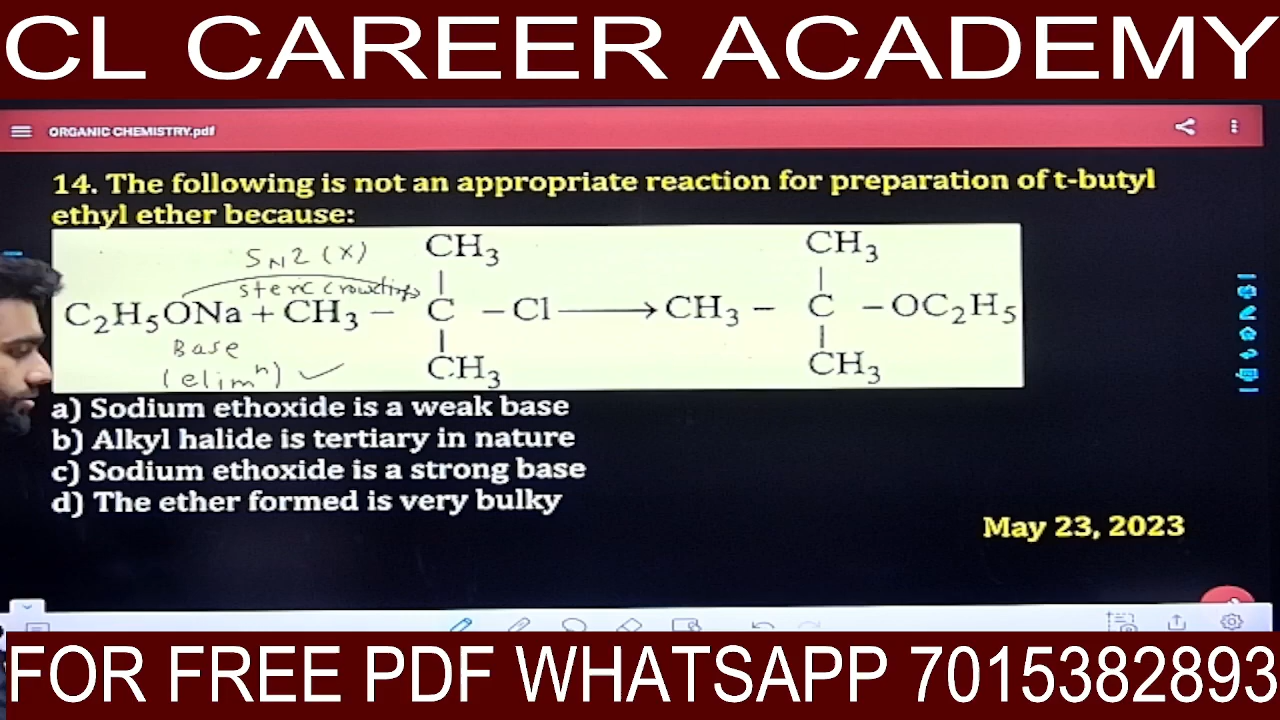 CL CAREER ACADEMY
ORGANIC CHEMISTRY.pdf
14. The following is not an appropriate reaction for preparation of t-butyl
ethyl ether because:
SN2 (X)
steric crowding
CH3 CH3
C2H5ONa + CH3 – C – Cl ⟶ CH3 – C – OC2H5
Base
CH3 CH3
(elimⁿ) ✓
a) Sodium ethoxide is a weak base
b) Alkyl halide is tertiary in nature
c) Sodium ethoxide is a strong base
d) The ether formed is very bulky
May 23, 2023
FOR FREE PDF WHATSAPP 7015382893